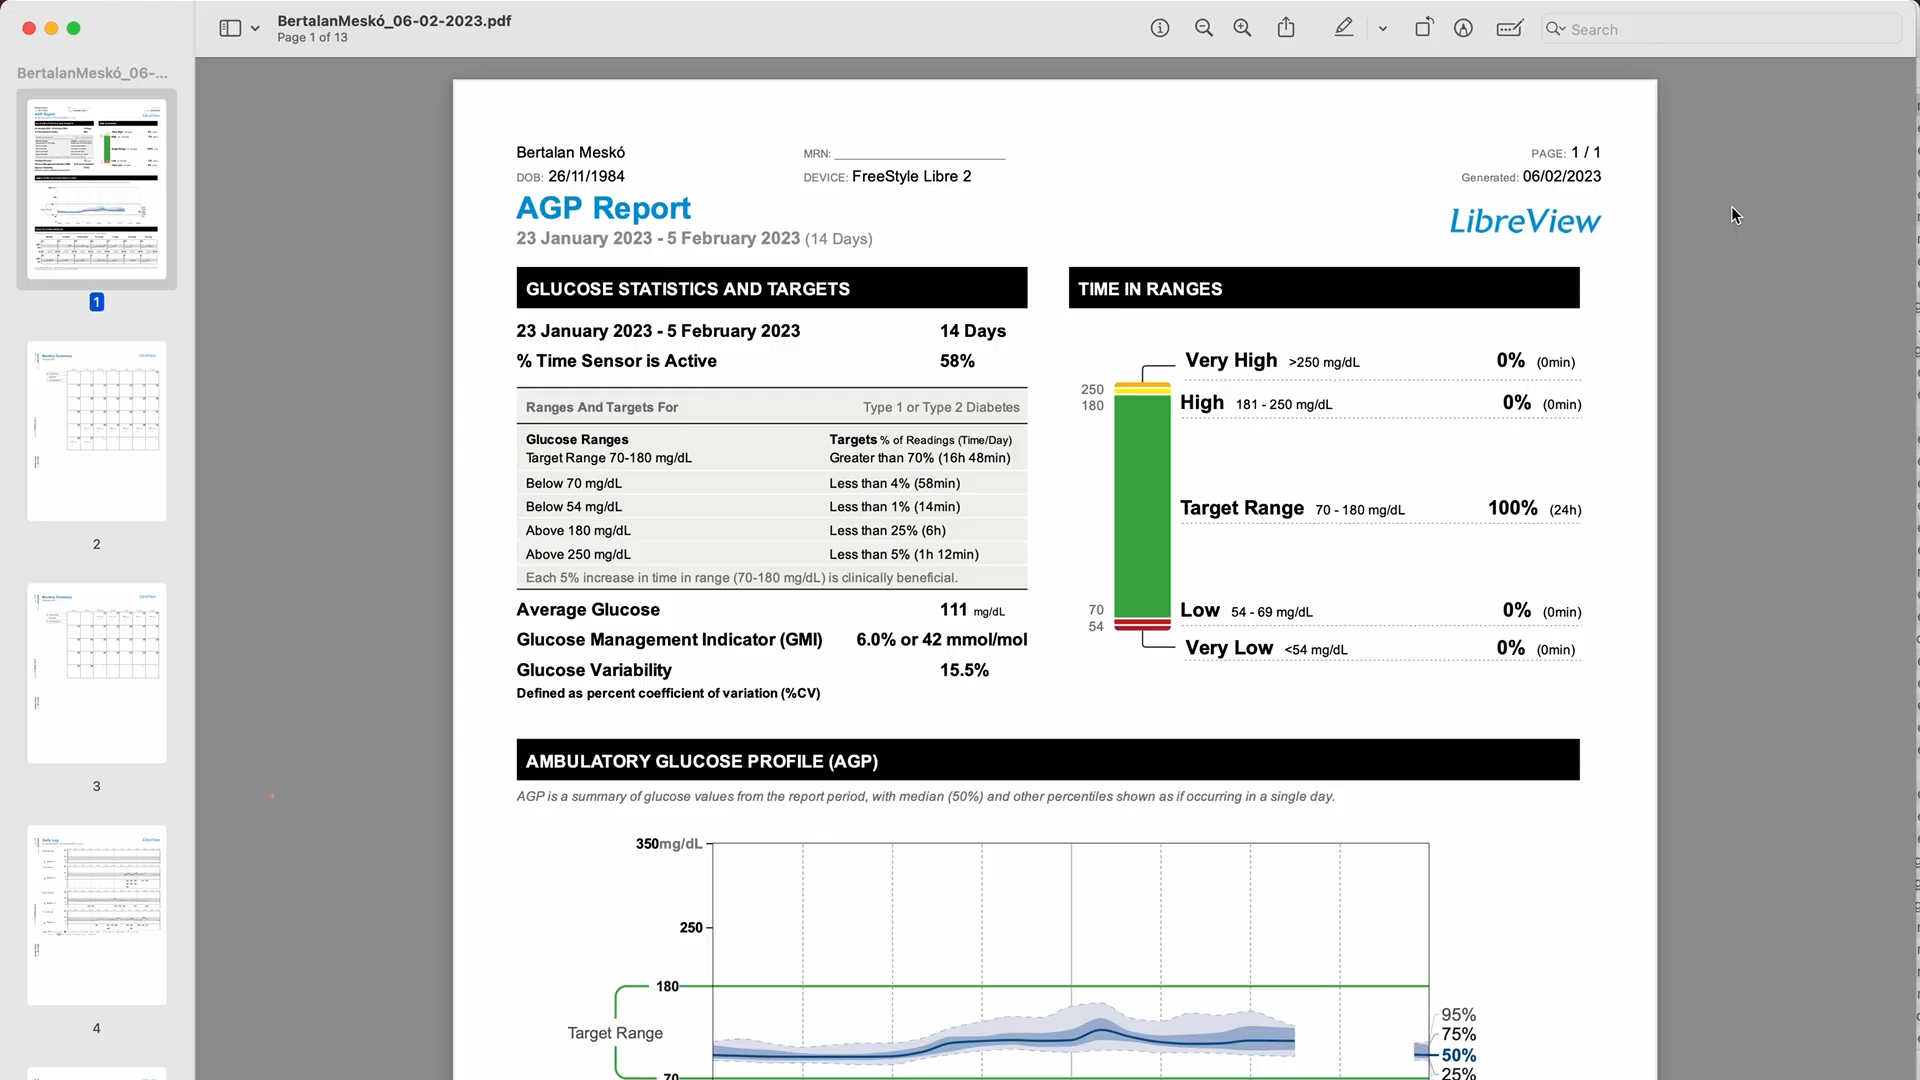 BertalanMeskó_06-02-2023.pdf
Page 1 of 13
Search
BertalanMeskó_06-...
1
2
3
4
Bertalan Meskó
MRN:
PAGE: 1 / 1
DOB: 26/11/1984
DEVICE: FreeStyle Libre 2
Generated: 06/02/2023
AGP Report
LibreView
23 January 2023 - 5 February 2023 (14 Days)
GLUCOSE STATISTICS AND TARGETS
23 January 2023 - 5 February 2023 14 Days
% Time Sensor is Active 58%
Ranges And Targets For Type 1 or Type 2 Diabetes
Glucose Ranges Targets % of Readings (Time/Day)
Target Range 70-180 mg/dL Greater than 70% (16h 48min)
Below 70 mg/dL Less than 4% (58min)
Below 54 mg/dL Less than 1% (14min)
Above 180 mg/dL Less than 25% (6h)
Above 250 mg/dL Less than 5% (1h 12min)
Each 5% increase in time in range (70-180 mg/dL) is clinically beneficial.
Average Glucose 111 mg/dL
Glucose Management Indicator (GMI) 6.0% or 42 mmol/mol
Glucose Variability 15.5%
Defined as percent coefficient of variation (%CV)
TIME IN RANGES
Very High >250 mg/dL 0% (0min)
250
180
High 181 - 250 mg/dL 0% (0min)
Target Range 70 - 180 mg/dL 100% (24h)
70
54
Low 54 - 69 mg/dL 0% (0min)
Very Low <54 mg/dL 0% (0min)
AMBULATORY GLUCOSE PROFILE (AGP)
AGP is a summary of glucose values from the report period, with median (50%) and other percentiles shown as if occurring in a single day.
350mg/dL
250
180
Target Range
70
95%
75%
50%
25%